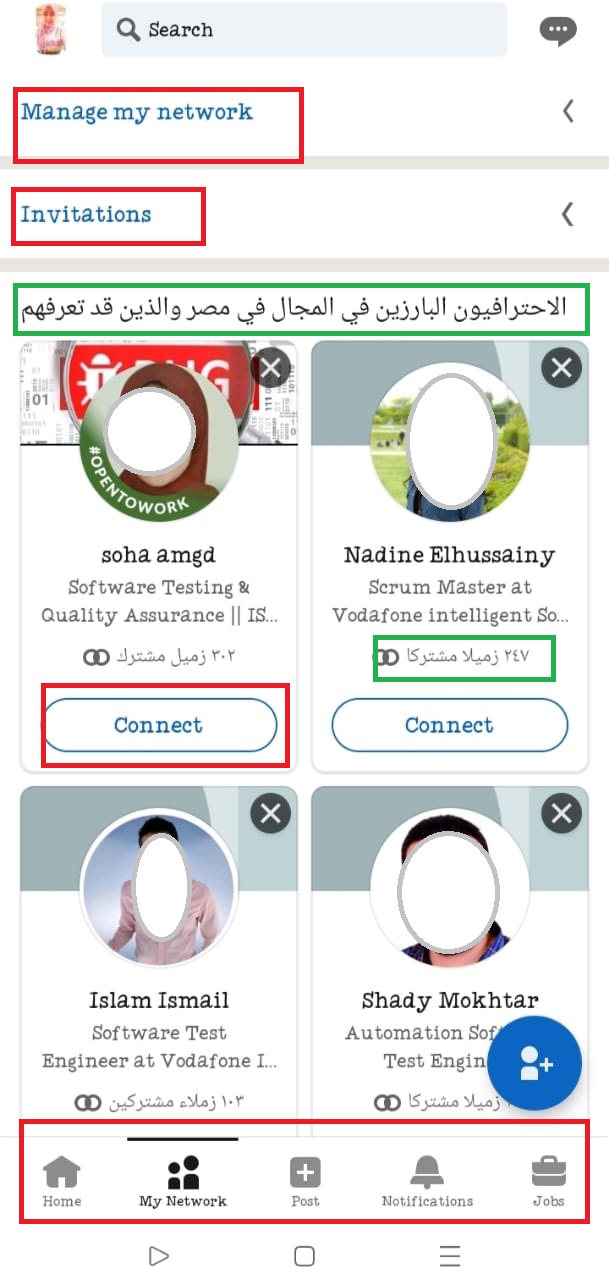 Search
Manage my network
Invitations
الاحترافيون البارزين في المجال في مصر والذين قد تعرفهم
BUG
01
#OPENTOWORK
soha amgd
Software Testing &
Quality Assurance || IS...
٣٠٢ زميل مشترك
Connect
Nadine Elhussainy
Scrum Master at
Vodafone intelligent So...
٢٤٧ زميلا مشتركا
Connect
Islam Ismail
Software Test
Engineer at Vodafone I...
١٠٣ زملاء مشتركين
Shady Mokhtar
Automation Sof
Test Engin
زميلا مشتركا
Home
My Network
Post
Notifications
Jobs